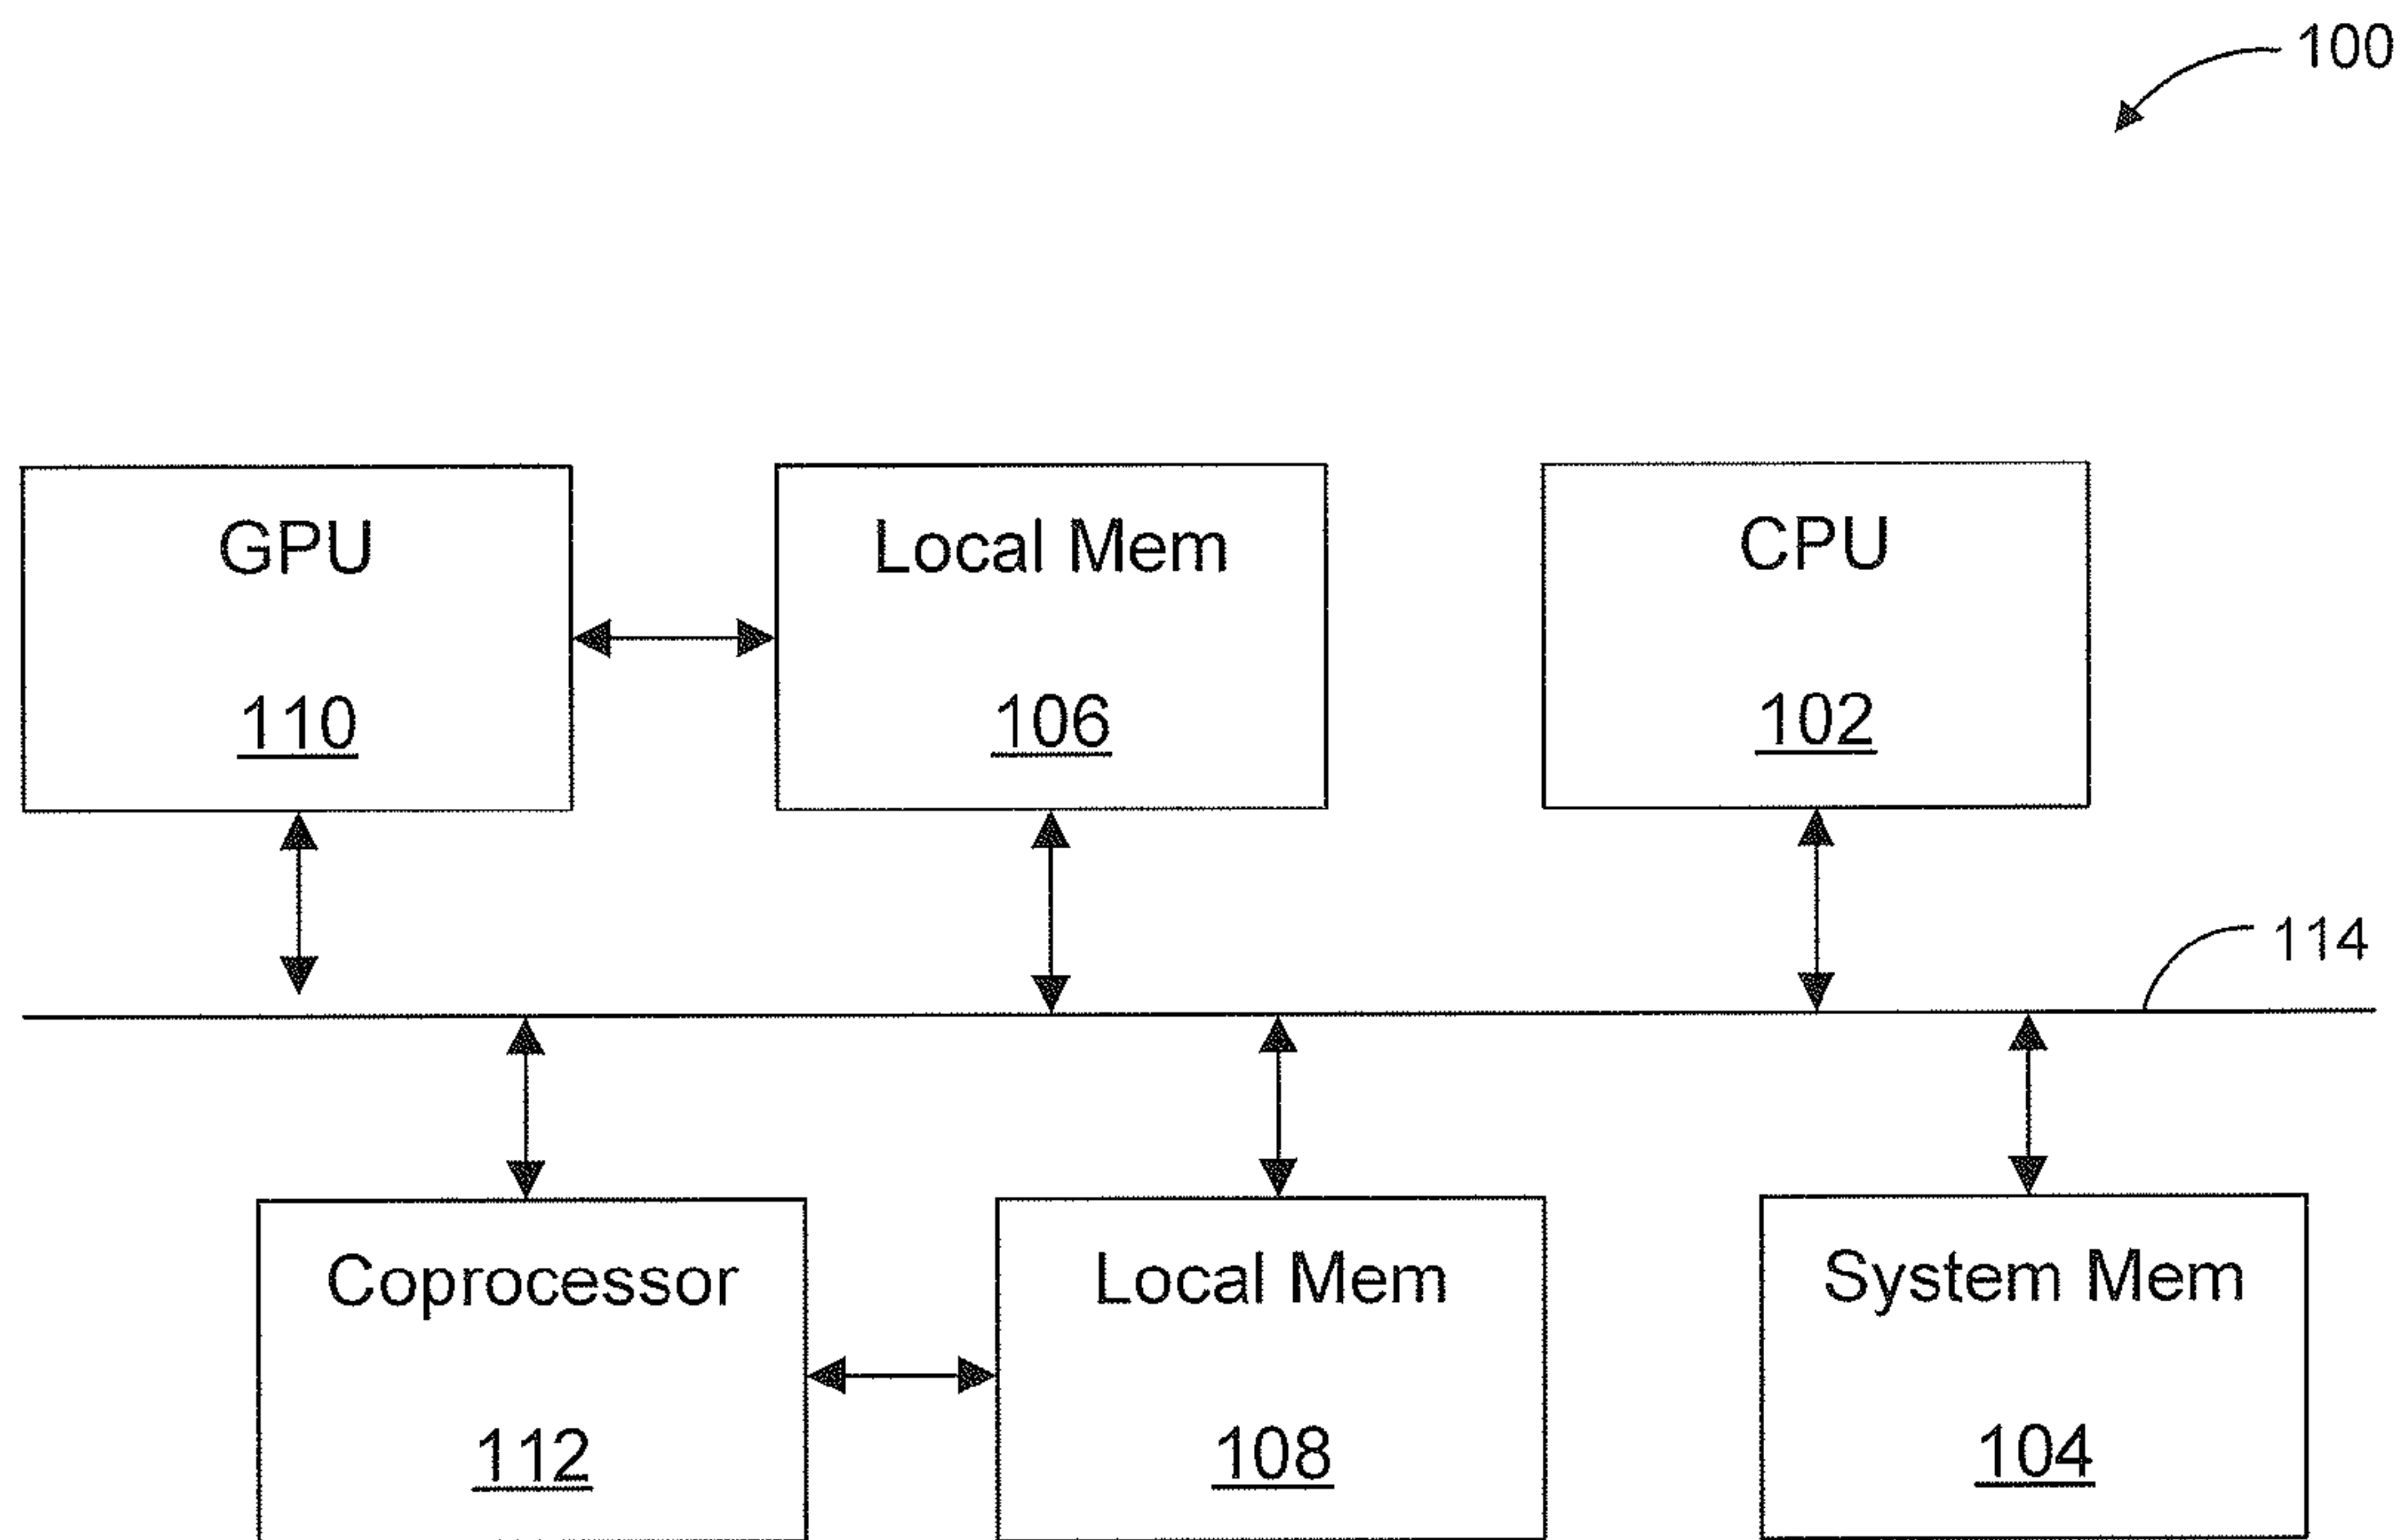 100
GPU
110
Local Mem
106
CPU
102
114
Coprocessor
112
Local Mem
108
System Mem
104